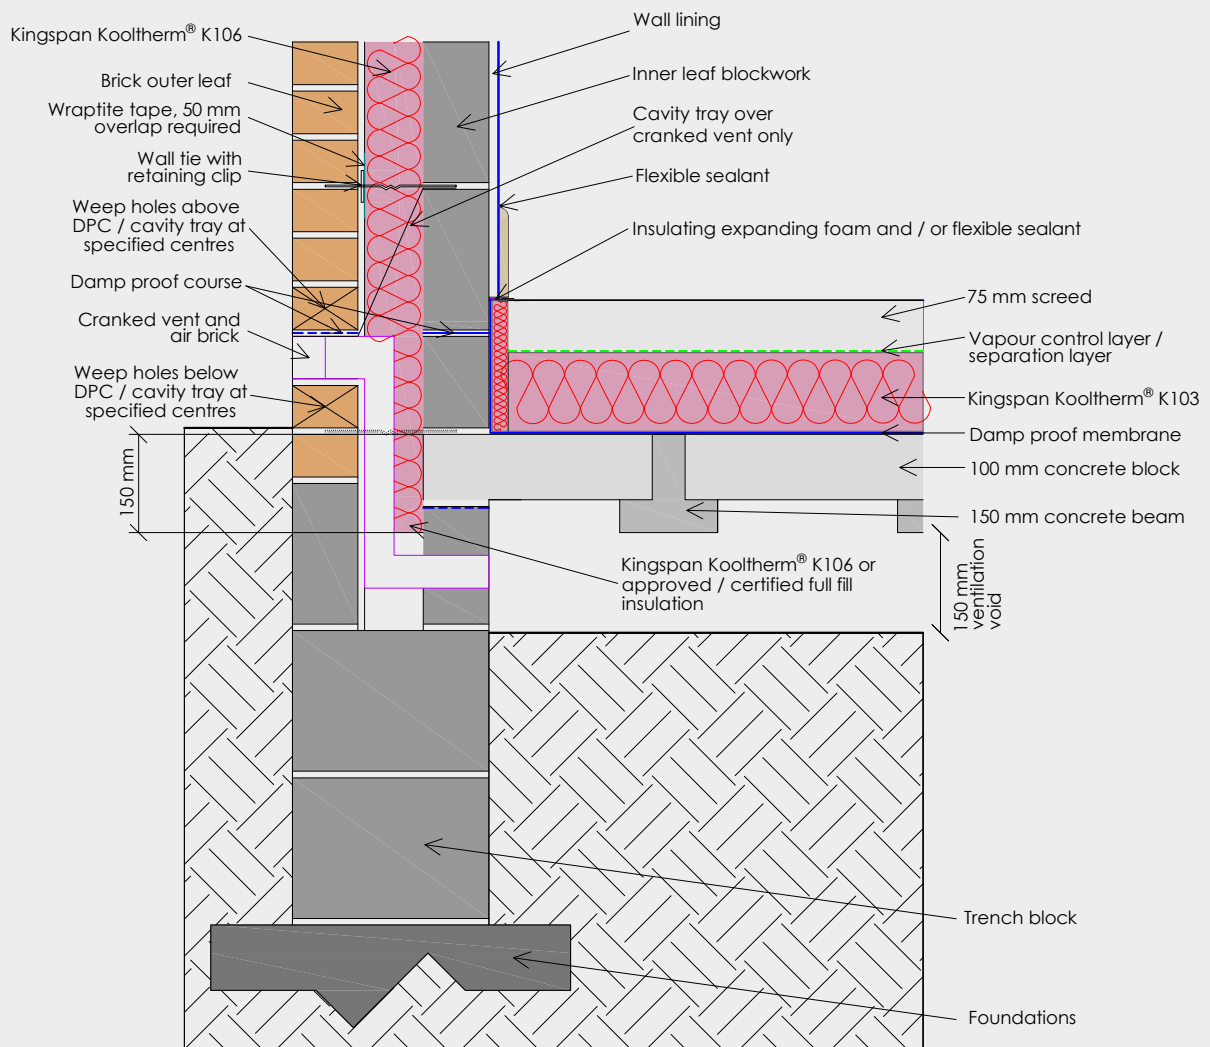 Kingspan Kooltherm® K106
Brick outer leaf
Wraptite tape, 50 mm
overlap required
Wall tie with
retaining clip
Weep holes above
DPC / cavity tray at
specified centres
Damp proof course
Cranked vent and
air brick
Weep holes below
DPC / cavity tray at
specified centres
150 mm
Wall lining
Inner leaf blockwork
Cavity tray over
cranked vent only
Flexible sealant
Insulating expanding foam and / or flexible sealant
75 mm screed
Vapour control layer /
separation layer
Kingspan Kooltherm® K103
Damp proof membrane
100 mm concrete block
150 mm concrete beam
Kingspan Kooltherm® K106 or
approved / certified full fill
insulation
150 mm
ventilation
void
Trench block
Foundations